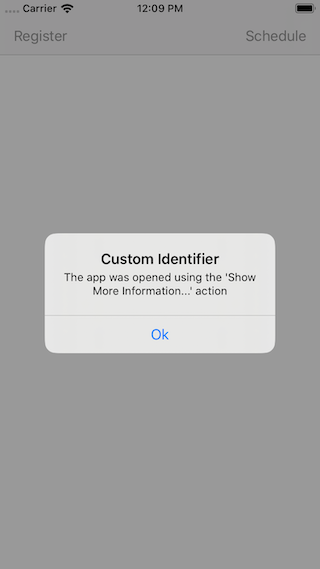 Carrier 12:09 PM
Register Schedule
Custom Identifier
The app was opened using the 'Show
More Information...' action
Ok